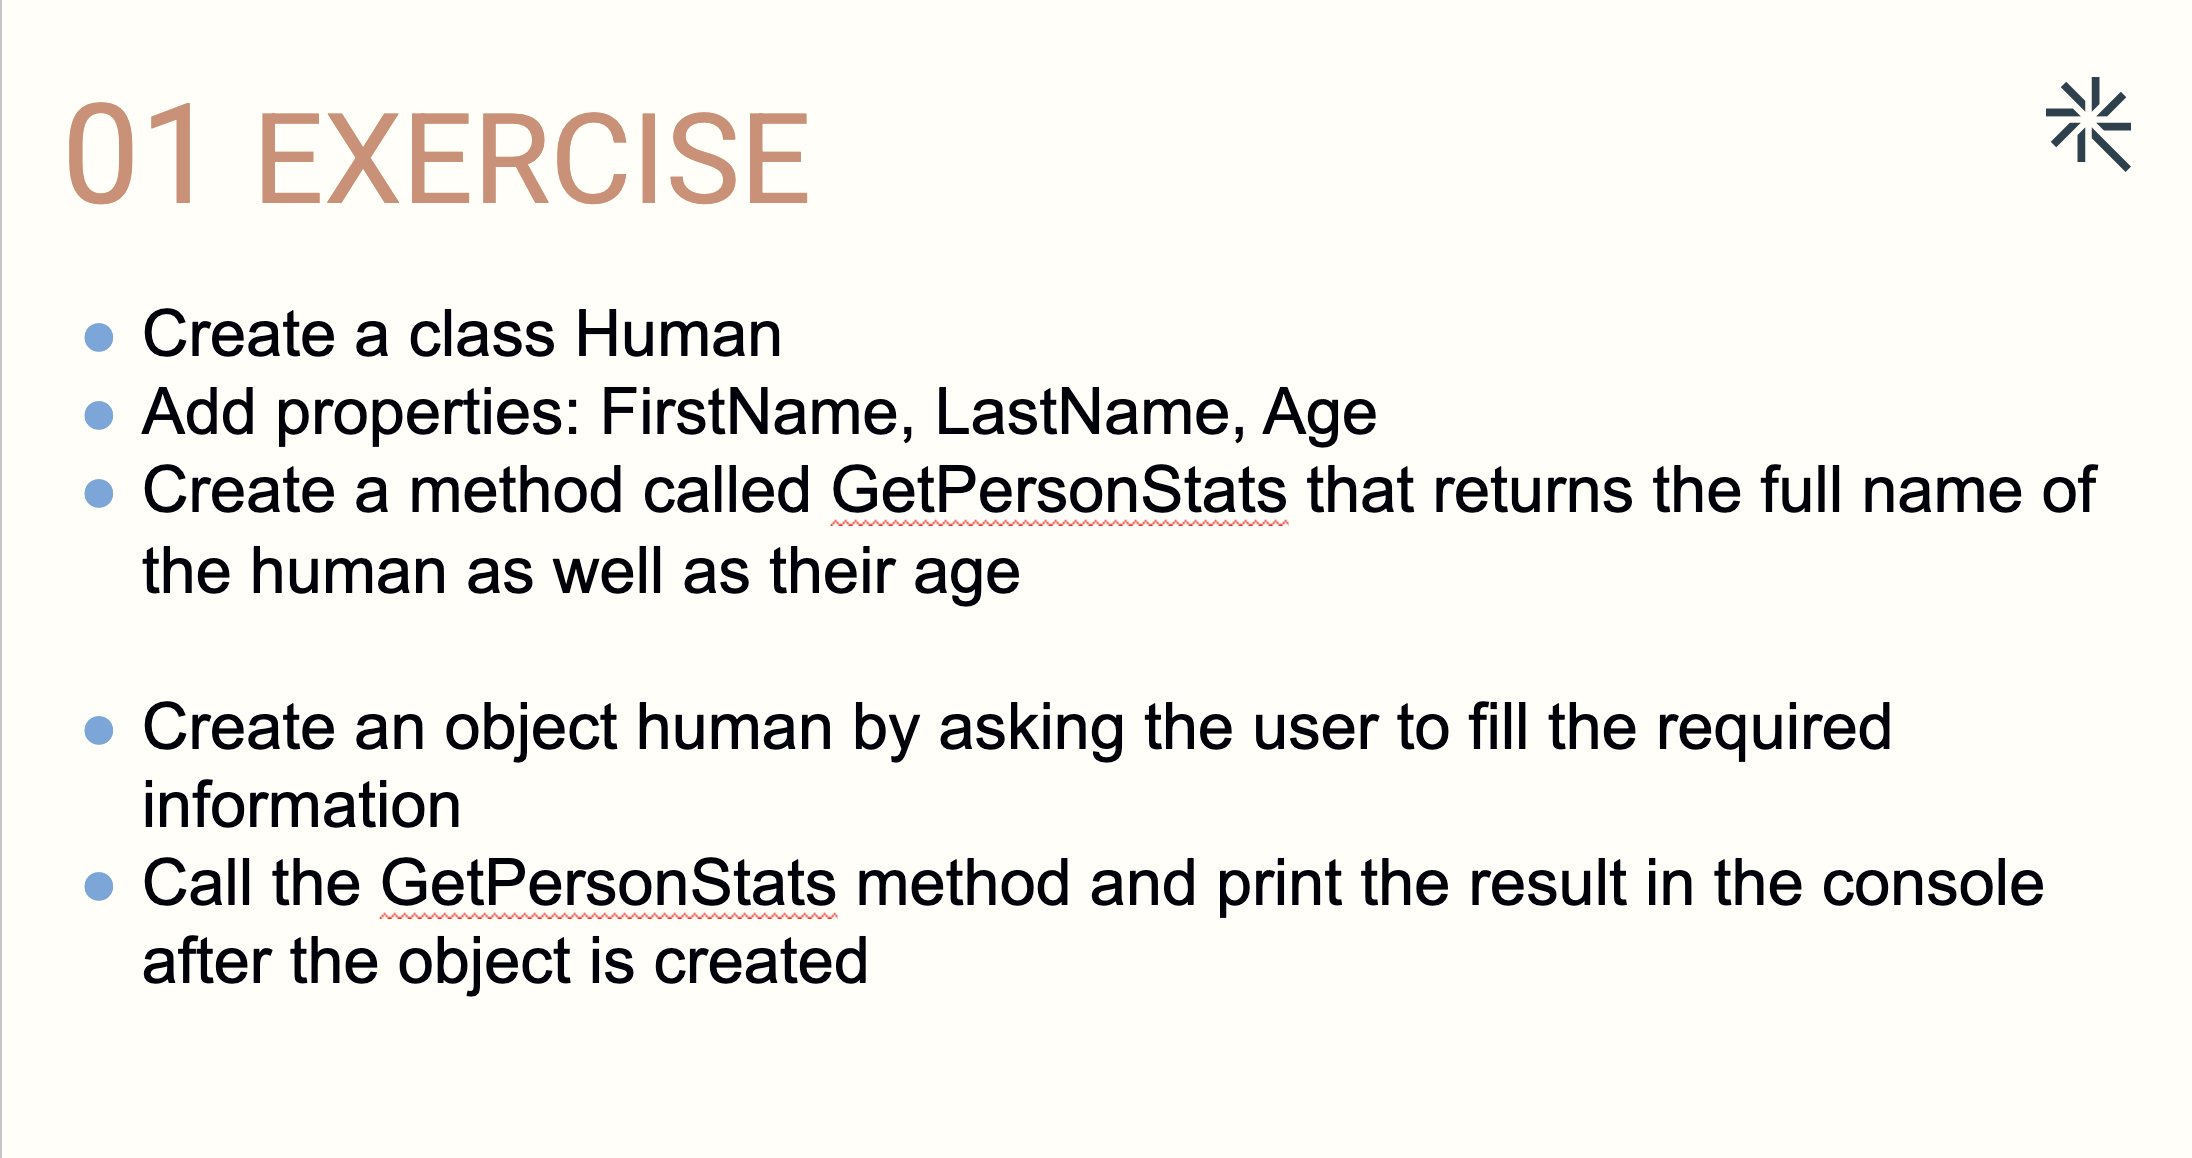 01 EXERCISE
Create a class Human
Add properties: FirstName, LastName, Age
Create a method called GetPersonStats that returns the full name of
the human as well as their age
Create an object human by asking the user to fill the required
information
Call the GetPersonStats method and print the result in the console
after the object is created